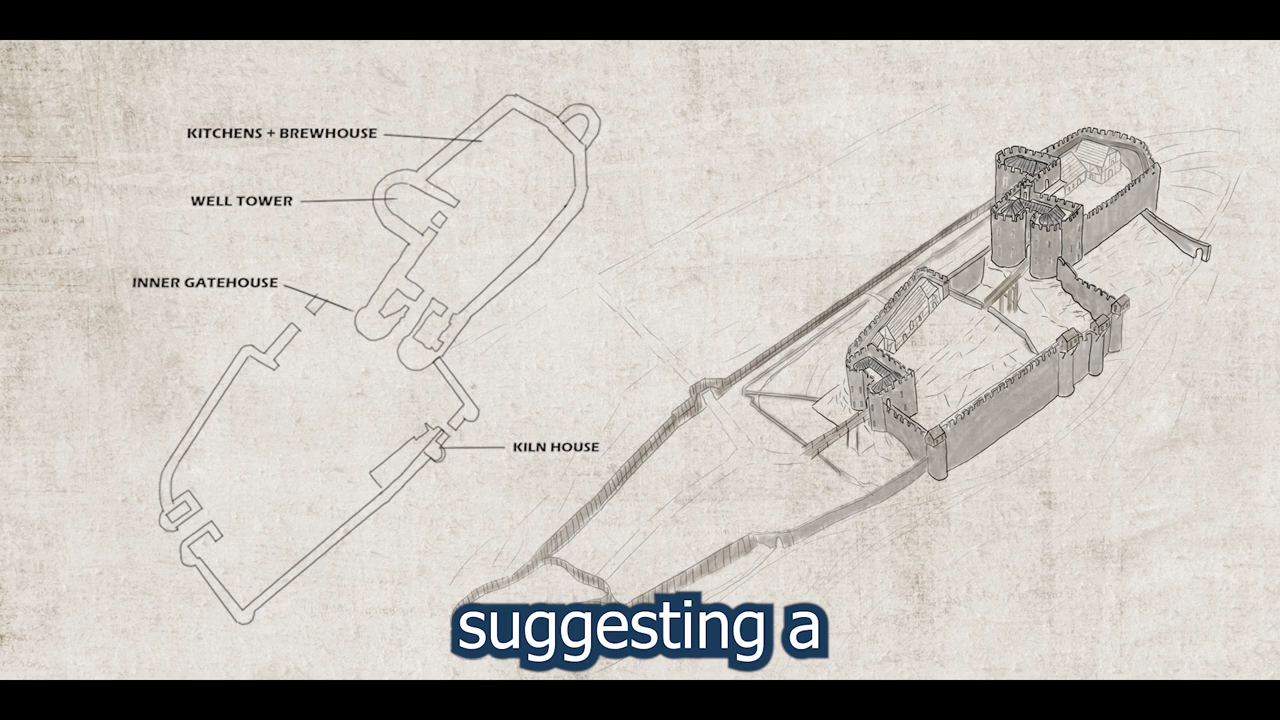 KITCHENS + BREWHOUSE
WELL TOWER
INNER GATEHOUSE
KILN HOUSE
suggesting a